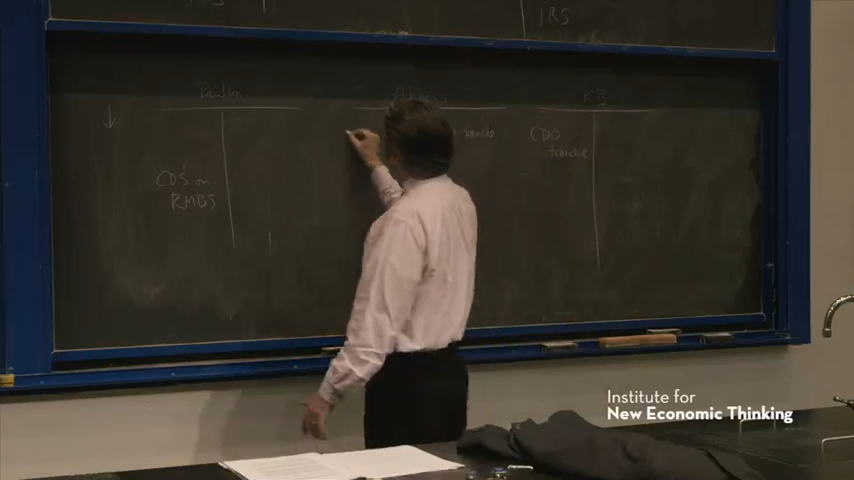 IRS
Paulson
KB
tranche
CDO
tranche
CDS on
RMBS
Institute for
New Economic Thinking